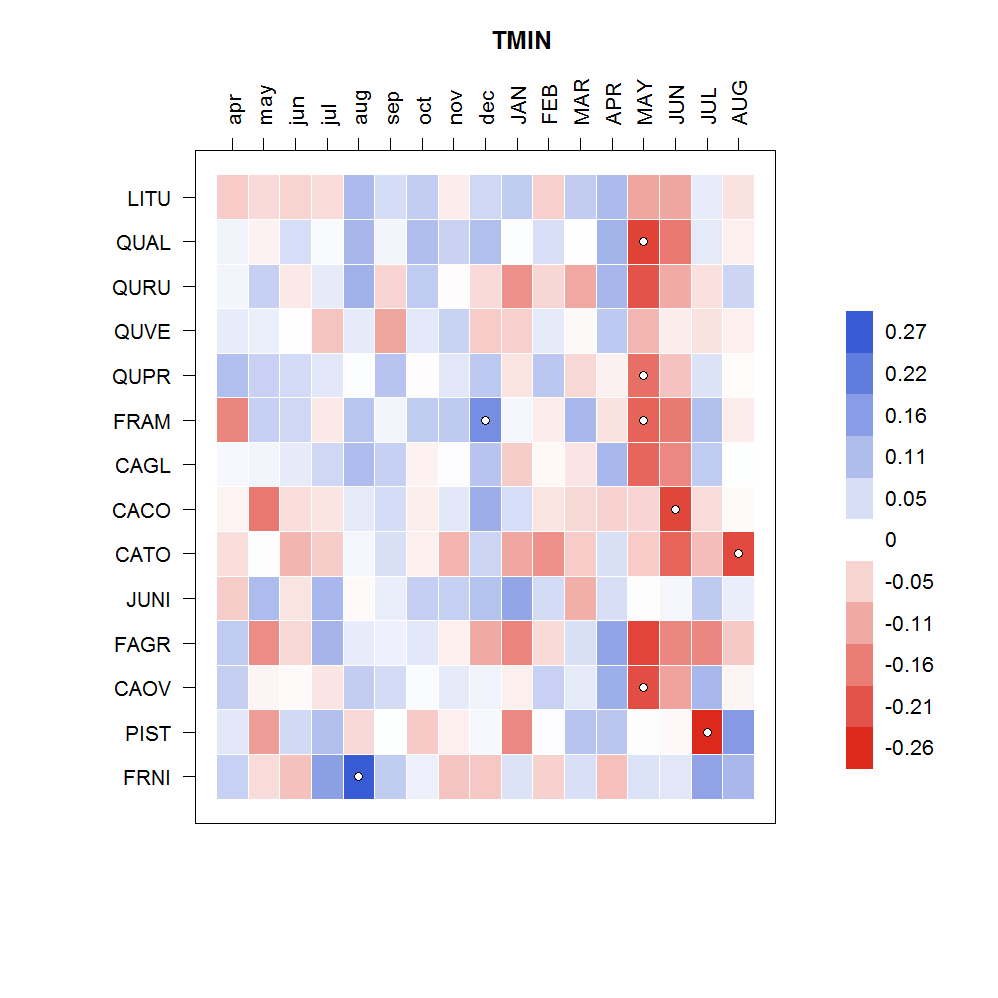 TMIN
apr may jun jul aug sep oct nov dec JAN FEB MAR APR MAY JUN JUL AUG
LITU
QUAL
QURU
QUVE
QUPR
FRAM
CAGL
CACO
CATO
JUNI
FAGR
CAOV
PIST
FRNI
0.27
0.22
0.16
0.11
0.05
0
-0.05
-0.11
-0.16
-0.21
-0.26